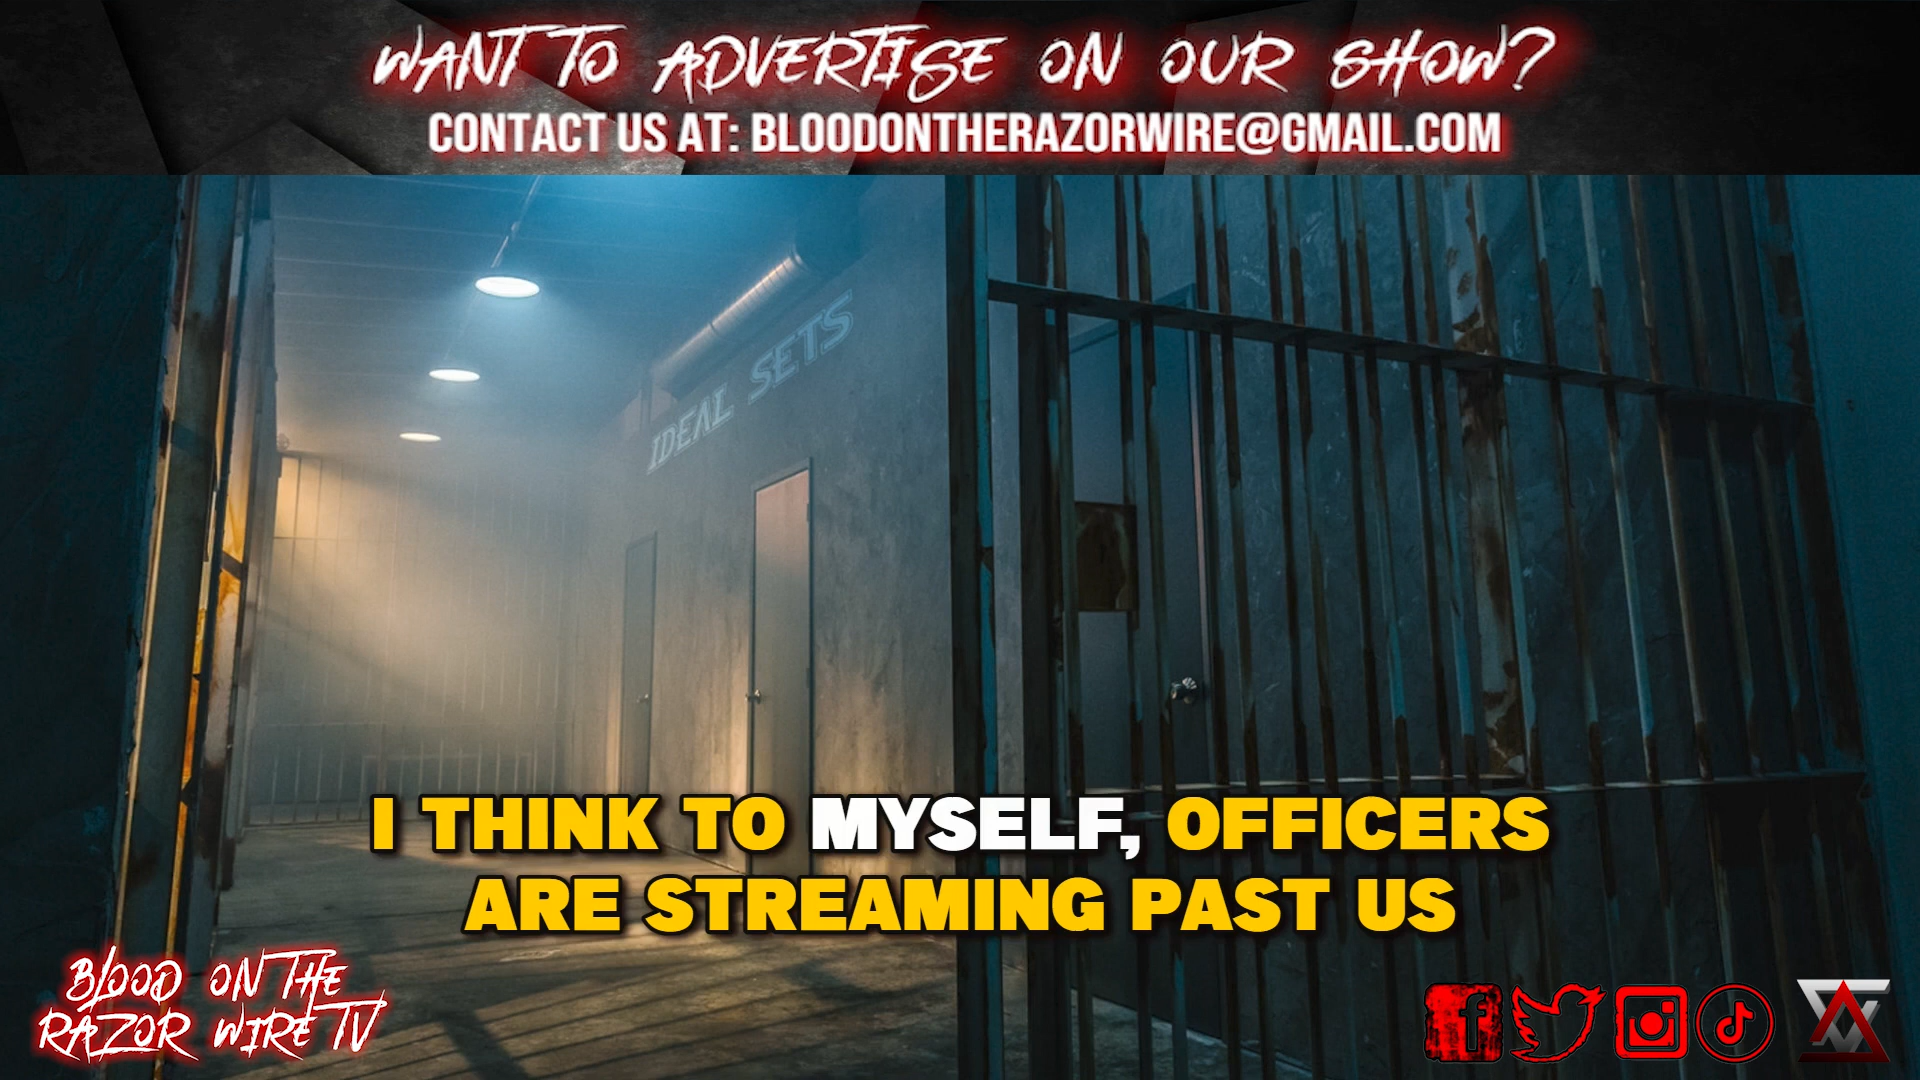 WANT TO ADVERTISE ON OUR SHOW?
CONTACT US AT: BLOODONTHERAZORWIRE@GMAIL.COM
IDEAL SETS
I THINK TO MYSELF, OFFICERS
ARE STREAMING PAST US
BLOOD ON THE
RAZOR WIRE TV